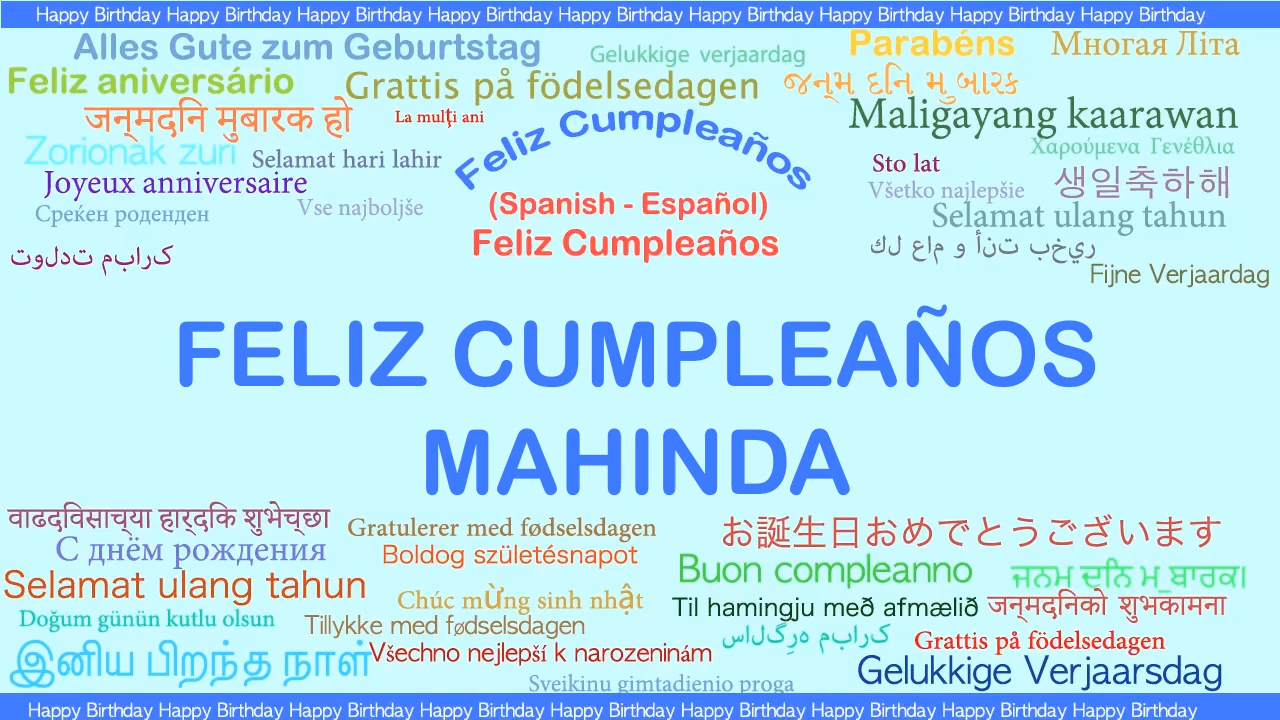 Happy Birthday Happy Birthday Happy Birthday Happy Birthday Happy Birthday Happy Birthday Happy Birthday Happy Birthday Happy Birthday
Alles Gute zum Geburtstag
Gelukkige verjaardag
Parabéns
Многая Літа
Feliz aniversário
Grattis på födelsedagen
જન્મ દિન મુબારક
जन्मदिन मुबारक हो
La mulţi ani
Feliz Cumpleaños
Maligayang kaarawan
Zorionak zuri
Selamat hari lahir
Χαρούμενα Γενέθλια
Sto lat
Joyeux anniversaire
Všetko najlepšie
생일축하해
(Spanish - Español)
Среќен роденден
Vse najboljše
Selamat ulang tahun
Feliz Cumpleaños
تولدت مبارک
كل عام و أنت بخير
Fijne Verjaardag
FELIZ CUMPLEAÑOS
MAHINDA
वाढदिवसाच्या हार्दिक शुभेच्छा
Gratulerer med fødselsdagen
お誕生日おめでとうございます
С днём рождения
Boldog születésnapot
Buon compleanno
ਜਨਮ ਦਿਨ ਮੁਬਾਰਕ।
Selamat ulang tahun
Chúc mừng sinh nhật
Til hamingju með afmælið
जन्मदिनको शुभकामना
Doğum günün kutlu olsun
Tillykke med fødselsdagen
سالگرہ مبارک
Grattis på födelsedagen
இனிய பிறந்த நாள்
Všechno nejlepší k narozeninám
Gelukkige Verjaarsdag
Sveikinu gimtadienio proga
Happy Birthday Happy Birthday Happy Birthday Happy Birthday Happy Birthday Happy Birthday Happy Birthday Happy Birthday Happy Birthday